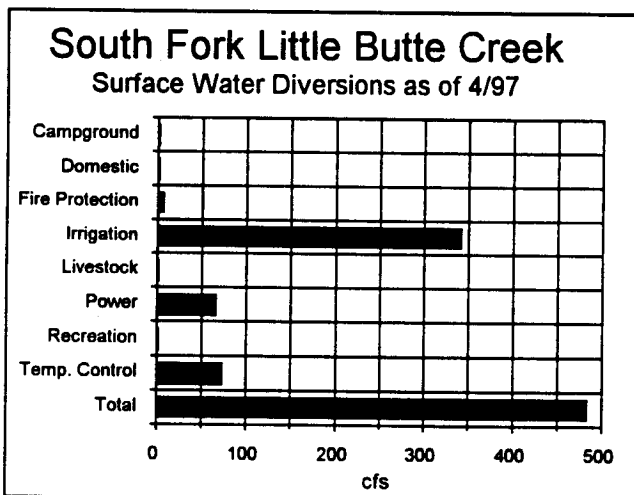 South Fork Little Butte Creek
Surface Water Diversions as of 4/97
Campground
Domestic
Fire Protection
Irrigation
Livestock
Power
Recreation
Temp. Control
Total
0 100 200 300 400 500
cfs